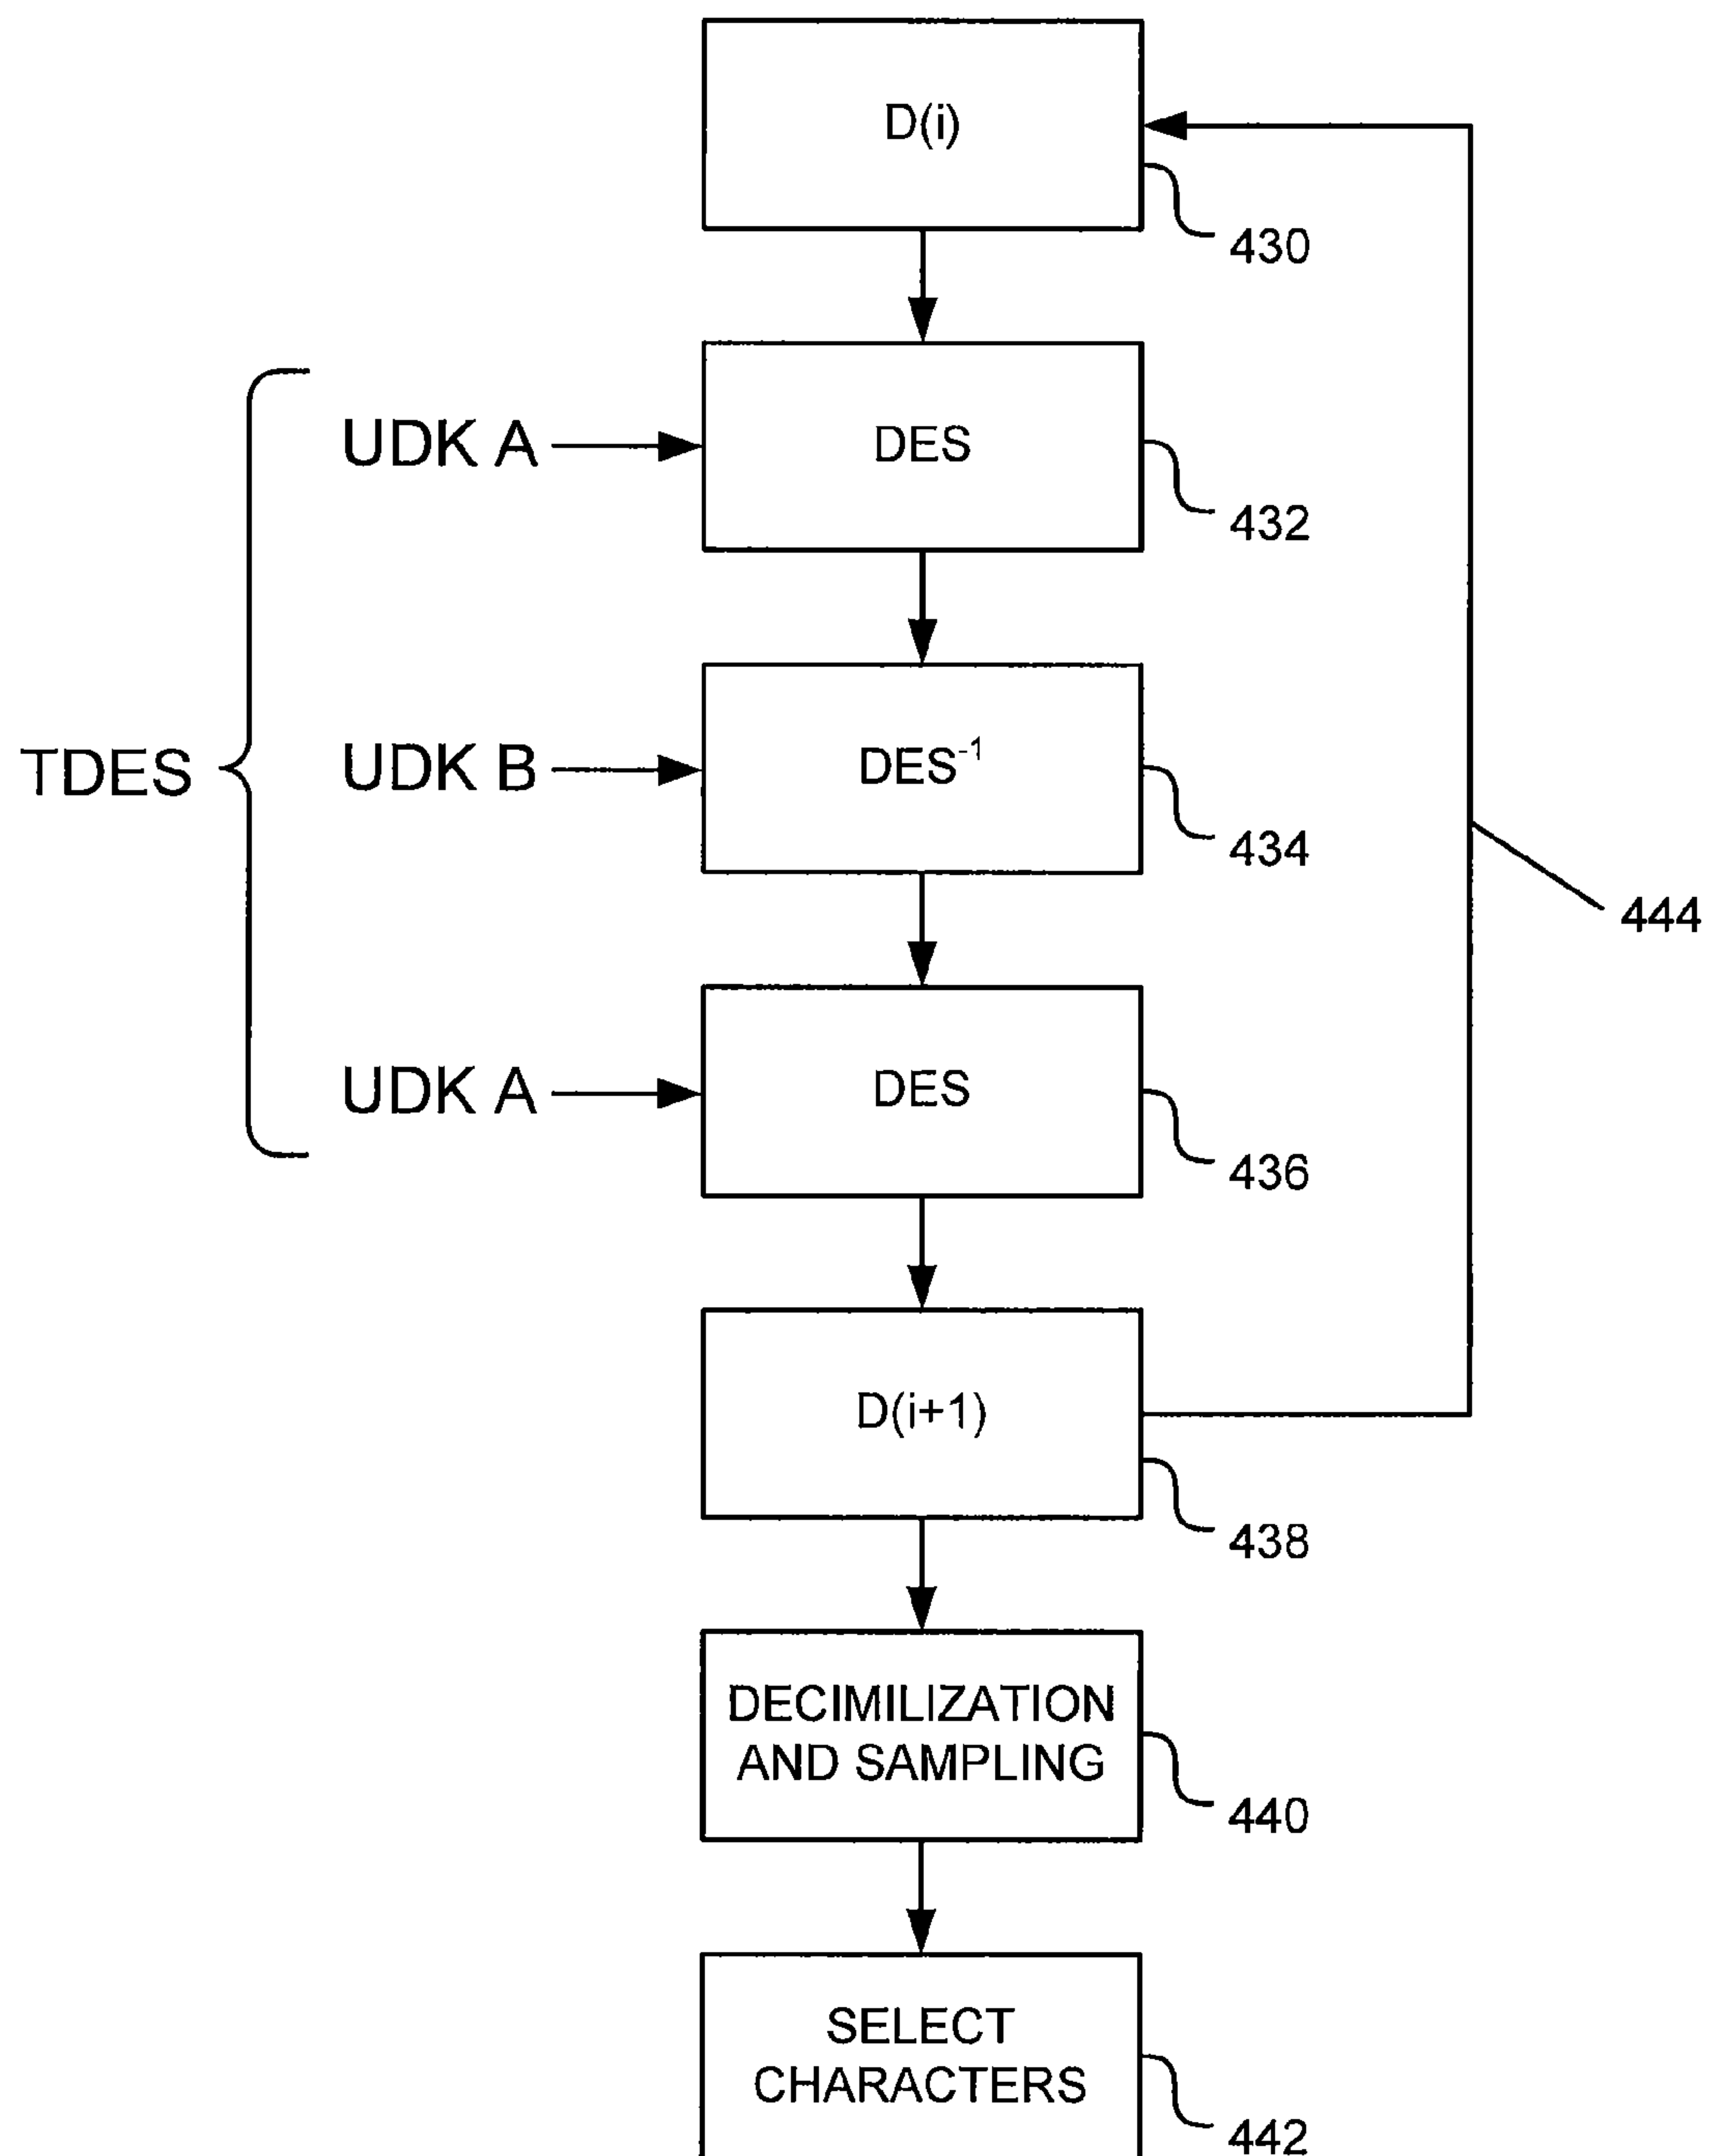 D(i)
430
UDK A
DES
432
TDES
UDK B
DES⁻¹
434
444
UDK A
DES
436
D(i+1)
438
DECIMILIZATION
AND SAMPLING
440
SELECT
CHARACTERS
442